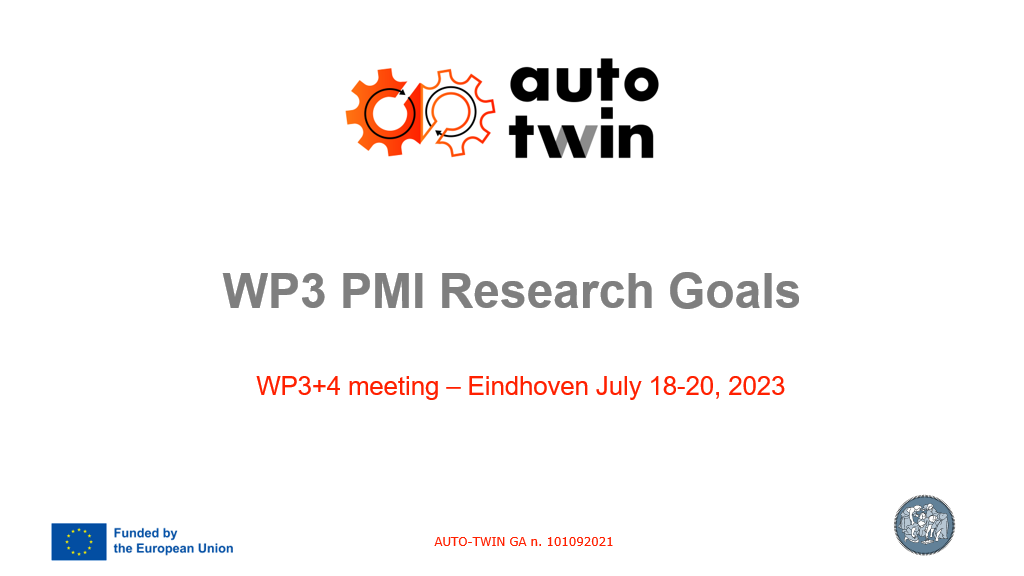 auto
twin
WP3 PMI Research Goals
WP3+4 meeting – Eindhoven July 18-20, 2023
Funded by
the European Union
AUTO-TWIN GA n. 101092021